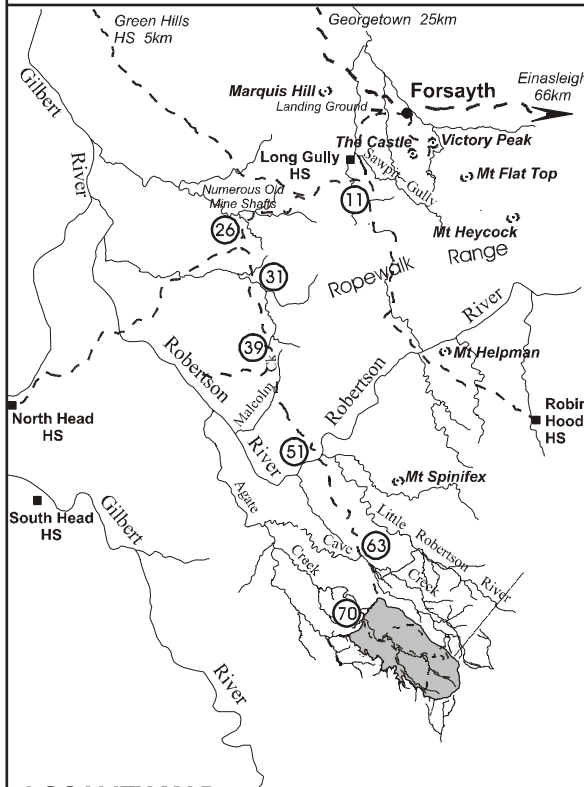 Green Hills
HS 5km
Georgetown 25km
Gilbert
River
Marquis Hill
Landing Ground
Forsayth
Einasleigh
66km
The Castle
Victory Peak
Long Gully
HS
Sawpit
Gully
Mt Flat Top
Numerous Old
Mine Shafts
11
26
Mt Heycock
Ropewalk
Range
31
River
39
Robertson
Malcolm Ck
Robertson
Mt Helpman
North Head
HS
Robin
Hood
HS
River
51
Mt Spinifex
South Head
HS
Gilbert
Agate
Creek
Cave
Creek
Little
Robertson
River
63
70
River